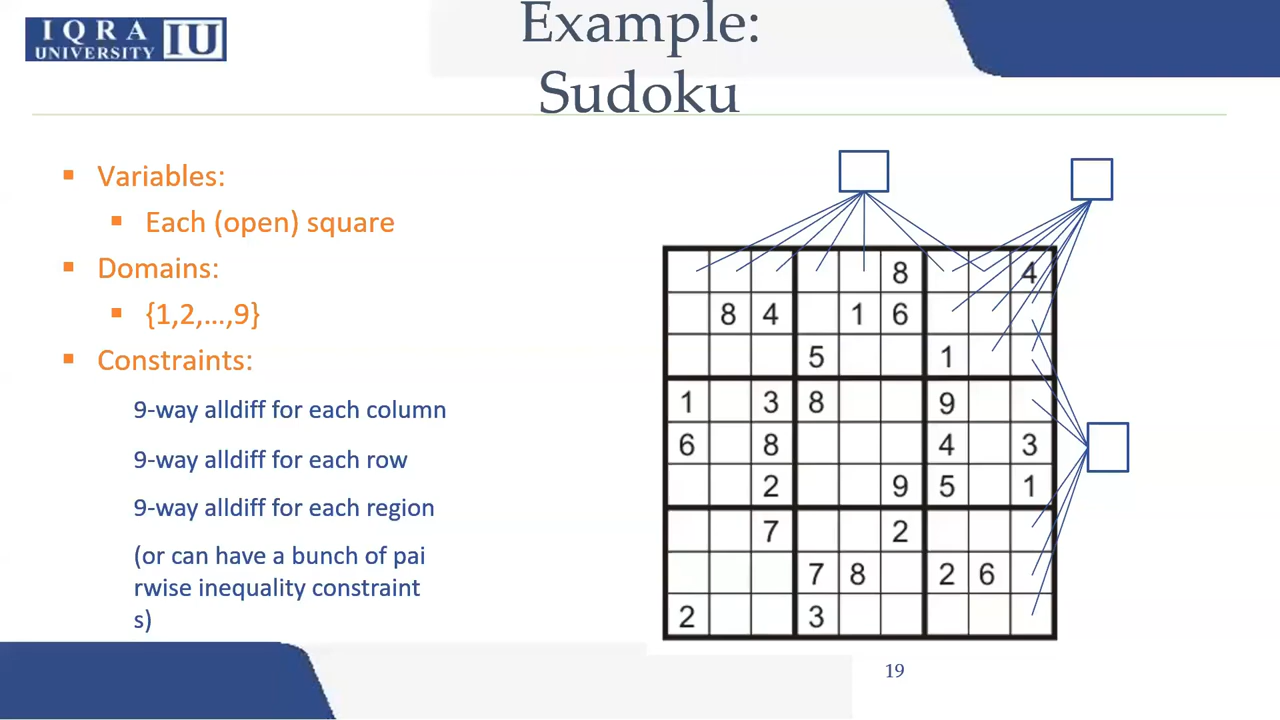 IQRA
UNIVERSITY IU
Example:
Sudoku
Variables:
Each (open) square
Domains:
{1,2,…,9}
Constraints:
9-way alldiff for each column
9-way alldiff for each row
9-way alldiff for each region
(or can have a bunch of pai
rwise inequality constraint
s)
8 4
8 4 1 6
5 1
1 3 8 9
6 8 4 3
2 9 5 1
7 2
7 8 2 6
2 3
19